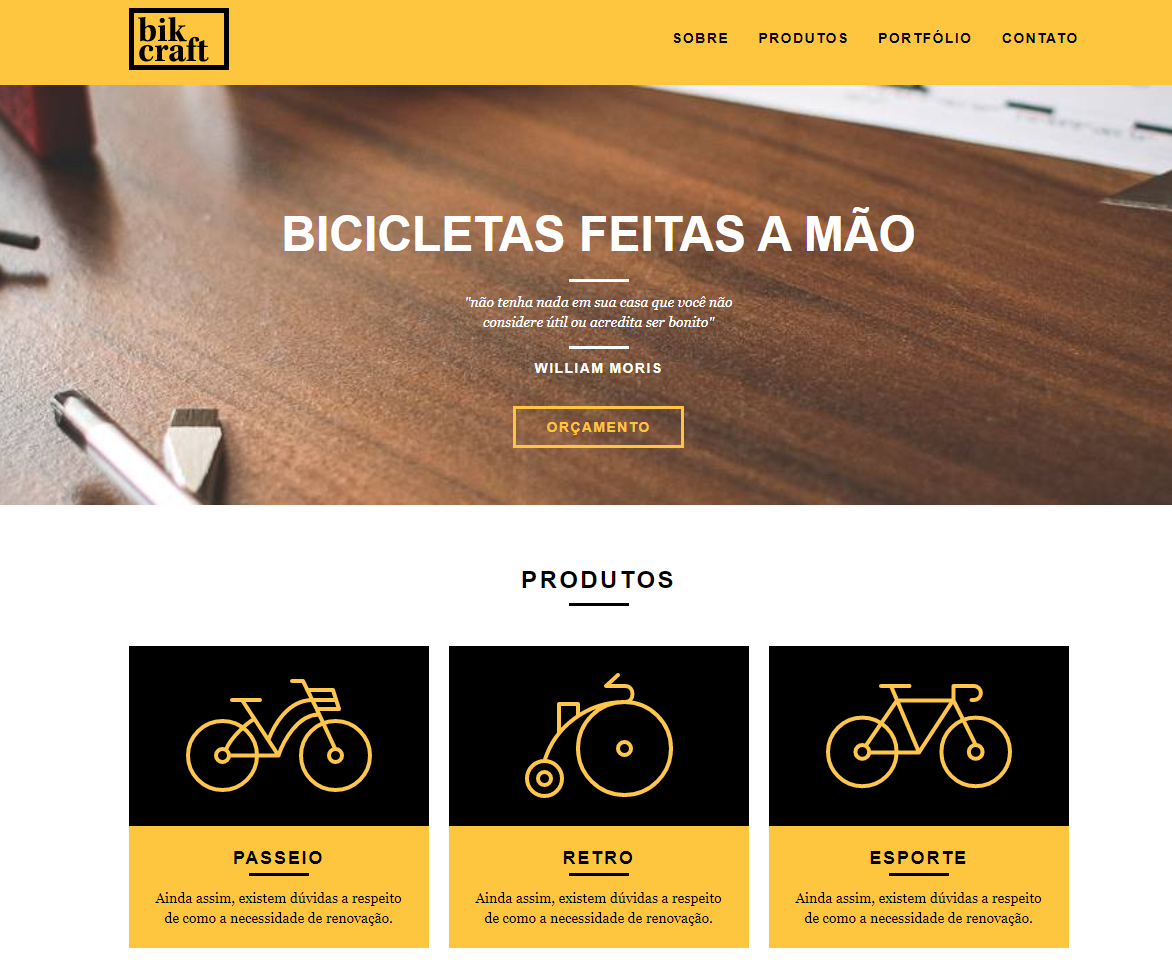 bik
craft
SOBRE PRODUTOS PORTFÓLIO CONTATO
BICICLETAS FEITAS A MÃO
"não tenha nada em sua casa que você não
considere útil ou acredita ser bonito"
WILLIAM MORIS
ORÇAMENTO
PRODUTOS
PASSEIO
Ainda assim, existem dúvidas a respeito
de como a necessidade de renovação.
RETRO
Ainda assim, existem dúvidas a respeito
de como a necessidade de renovação.
ESPORTE
Ainda assim, existem dúvidas a respeito
de como a necessidade de renovação.